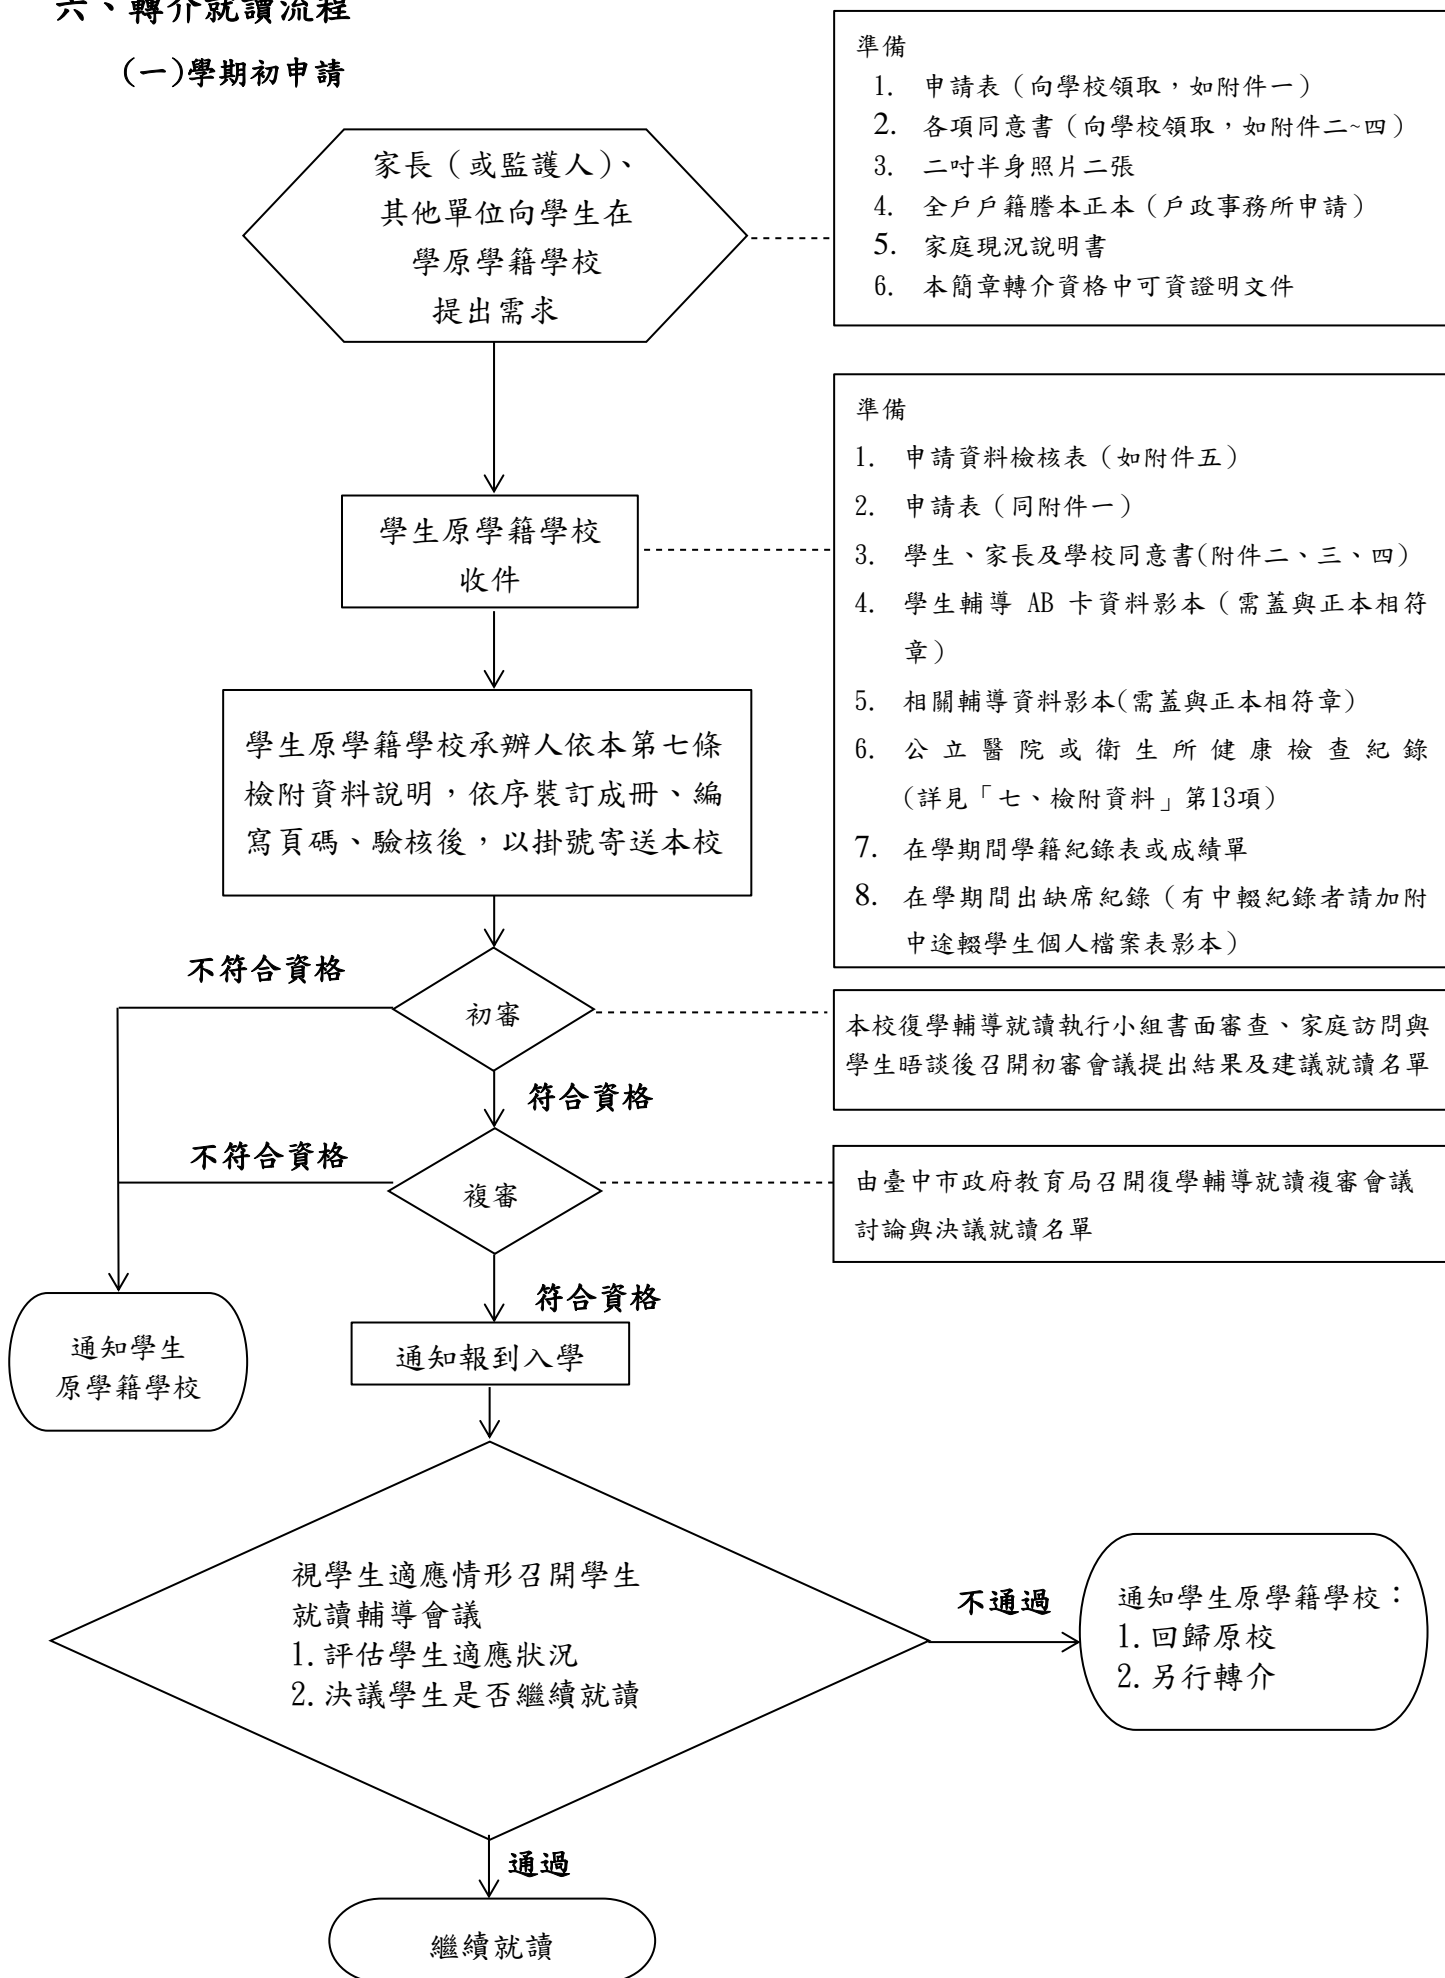 六、轉介就讀流程
(一)學期初申請
準備
1. 申請表（向學校領取，如附件一）
2. 各項同意書（向學校領取，如附件二~四）
3. 二吋半身照片二張
4. 全戶戶籍謄本正本（戶政事務所申請）
5. 家庭現況說明書
6. 本簡章轉介資格中可資證明文件
家長（或監護人）、
其他單位向學生在
學原學籍學校
提出需求
準備
1. 申請資料檢核表（如附件五）
2. 申請表（同附件一）
3. 學生、家長及學校同意書(附件二、三、四)
4. 學生輔導 AB 卡資料影本（需蓋與正本相符
章）
5. 相關輔導資料影本(需蓋與正本相符章)
6. 公立醫院或衛生所健康檢查紀錄
(詳見「七、檢附資料」第13項)
7. 在學期間學籍紀錄表或成績單
8. 在學期間出缺席紀錄（有中輟紀錄者請加附
中途輟學生個人檔案表影本）
學生原學籍學校
收件
學生原學籍學校承辦人依本第七條
檢附資料說明，依序裝訂成冊、編
寫頁碼、驗核後，以掛號寄送本校
不符合資格
初審
本校復學輔導就讀執行小組書面審查、家庭訪問與
學生晤談後召開初審會議提出結果及建議就讀名單
符合資格
不符合資格
複審
由臺中市政府教育局召開復學輔導就讀複審會議
討論與決議就讀名單
符合資格
通知學生
原學籍學校
通知報到入學
視學生適應情形召開學生
就讀輔導會議
1.評估學生適應狀況
2.決議學生是否繼續就讀
不通過
通知學生原學籍學校：
1.回歸原校
2.另行轉介
通過
繼續就讀